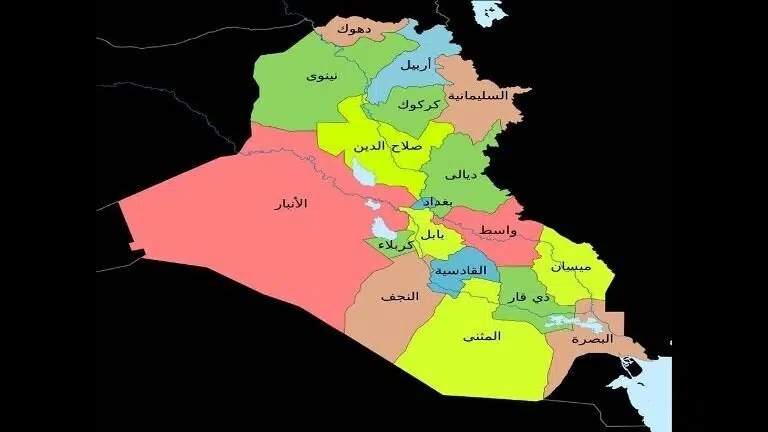 دهوك
أربيل
نينوى
السليمانية
كركوك
صلاح الدين
ديالى
بغداد
الأنبار
واسط
بابل
كربلاء
ميسان
القادسية
النجف
ذي قار
المثنى
البصرة